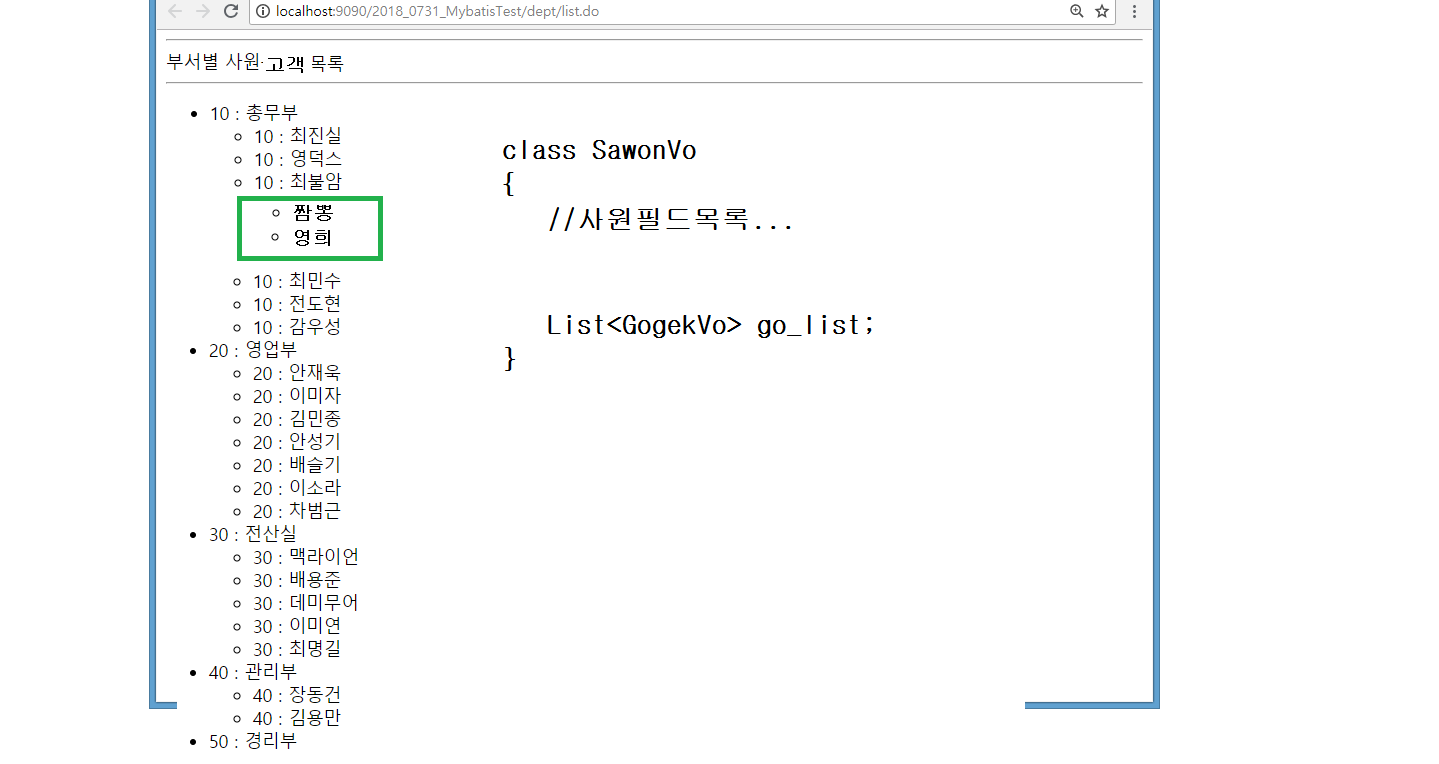 localhost:9090/2018_0731_MybatisTest/dept/list.do
부서별 사원·고객 목록
10 : 총무부
10 : 최진실
10 : 영덕스
10 : 최불암
짬뽕
영희
10 : 최민수
10 : 전도현
10 : 감우성
20 : 영업부
20 : 안재욱
20 : 이미자
20 : 김민종
20 : 안성기
20 : 배슬기
20 : 이소라
20 : 차범근
30 : 전산실
30 : 맥라이언
30 : 배용준
30 : 데미무어
30 : 이미연
30 : 최명길
40 : 관리부
40 : 장동건
40 : 김용만
50 : 경리부
class SawonVo
{
//사원필드목록...
List<GogekVo> go_list;
}